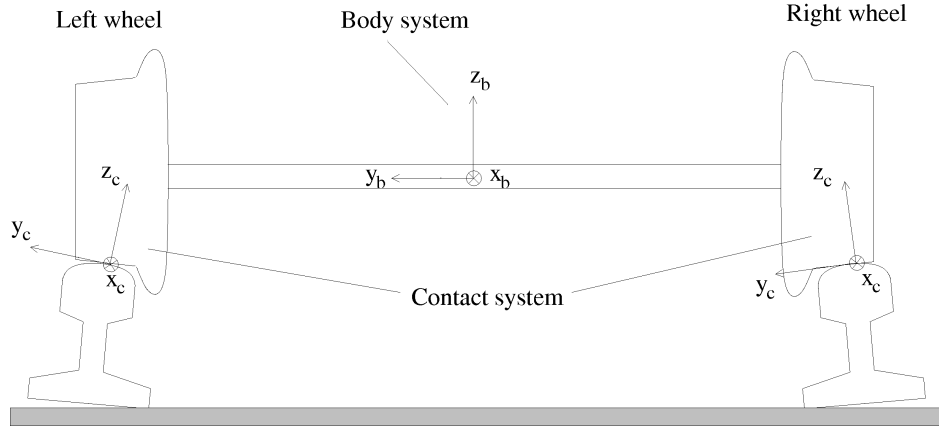 Left wheel
Body system
Right wheel
z_b
y_b
x_b
z_c
y_c
x_c
z_c
y_c
x_c
Contact system